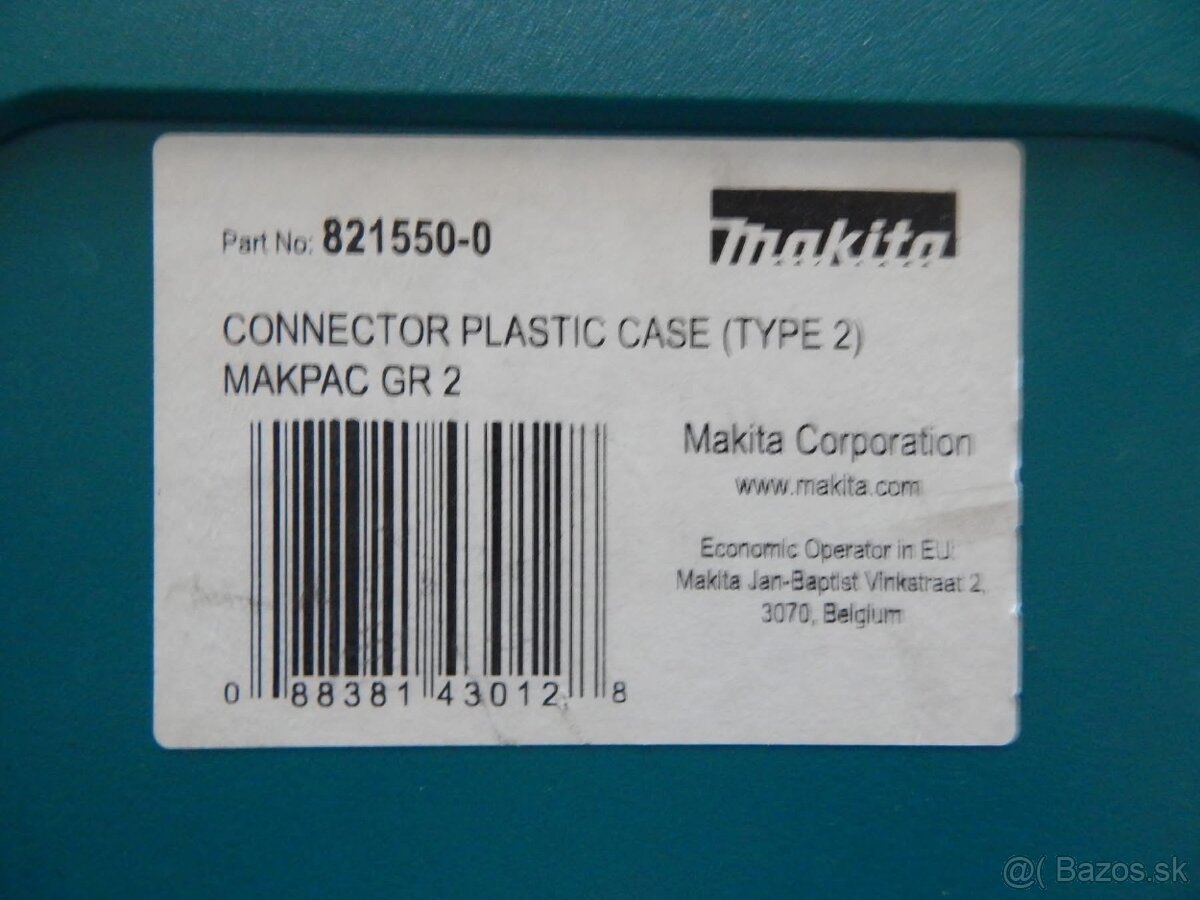 Part No: 821550-0
makita
CONNECTOR PLASTIC CASE (TYPE 2)
MAKPAC GR 2
Makita Corporation
www.makita.com
Economic Operator in EU:
Makita Jan-Baptist Vinkstraat 2,
3070, Belgium
0 88381 43012 8
@( Bazos.sk